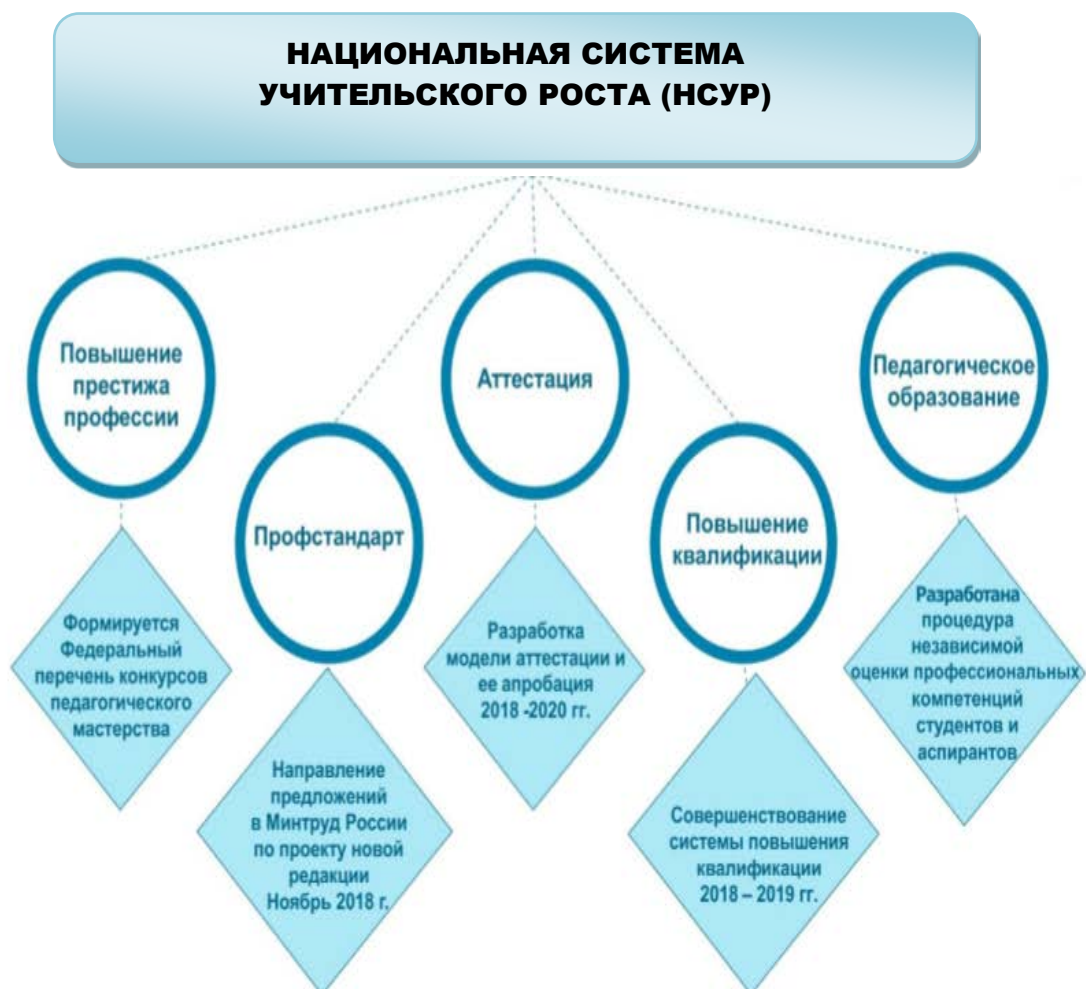 НАЦИОНАЛЬНАЯ СИСТЕМА
УЧИТЕЛЬСКОГО РОСТА (НСУР)
Повышение
престижа
профессии
Профстандарт
Аттестация
Повышение
квалификации
Педагогическое
образование
Формируется
Федеральный
перечень конкурсов
педагогического
мастерства
Направление
предложений
в Минтруд России
по проекту новой
редакции
Ноябрь 2018 г.
Разработка
модели аттестации и
ее апробация
2018 -2020 гг.
Совершенствование
системы повышения
квалификации
2018 – 2019 гг.
Разработана
процедура
независимой
оценки профессиональных
компетенций
студентов и
аспирантов